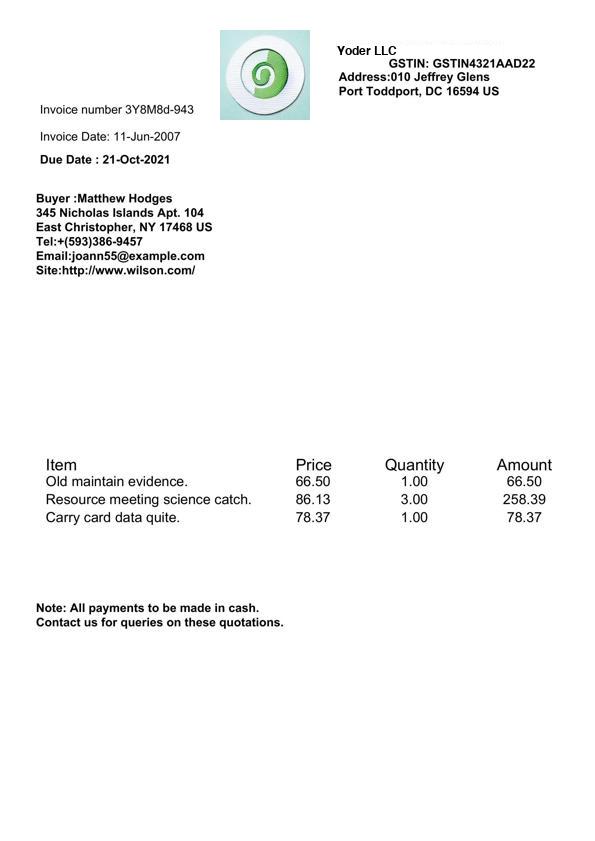 Yoder LLC
GSTIN: GSTIN4321AAD22
Address:010 Jeffrey Glens
Port Toddport, DC 16594 US
Invoice number 3Y8M8d-943
Invoice Date: 11-Jun-2007
Due Date : 21-Oct-2021
Buyer :Matthew Hodges
345 Nicholas Islands Apt. 104
East Christopher, NY 17468 US
Tel:+(593)386-9457
Email:joann55@example.com
Site:http://www.wilson.com/
Item Price Quantity Amount
Old maintain evidence. 66.50 1.00 66.50
Resource meeting science catch. 86.13 3.00 258.39
Carry card data quite. 78.37 1.00 78.37
Note: All payments to be made in cash.
Contact us for queries on these quotations.